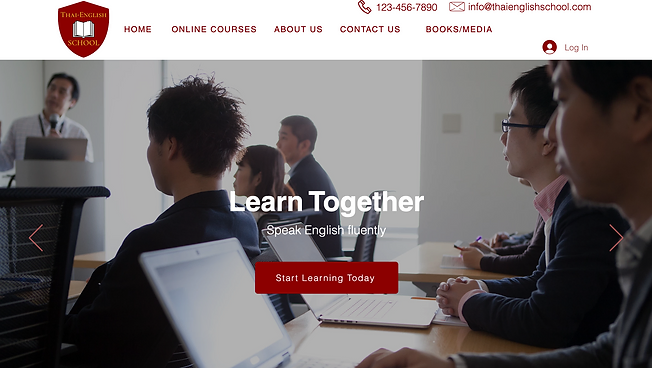 THAI-ENGLISH
SCHOOL
123-456-7890
info@thaienglishschool.com
HOME
ONLINE COURSES
ABOUT US
CONTACT US
BOOKS/MEDIA
Log In
Learn Together
Speak English fluently
Start Learning Today